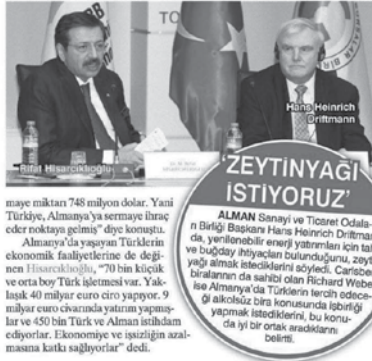 TO
Rifat Hisarcıklıoğlu
Hans Heinrich
Driftmann
maye miktarı 748 milyon dolar. Yani
Türkiye, Almanya'ya sermaye ihraç
eder noktaya gelmiş" diye konuştu.
Almanya'da yaşayan Türklerin
ekonomik faaliyetlerine de deği-
nen Hisarcıklıoğlu, "70 bin küçük
ve orta boy Türk işletmesi var. Yak-
laşık 40 milyar euro ciro yapıyor. 9
milyar euro civarında yatırım yapmış-
lar ve 450 bin Türk ve Alman istihdam
ediyorlar. Ekonomiye ve işsizliğin azal-
masına katkı sağlıyorlar" dedi.
'ZEYTİNYAĞI
İSTİYORUZ'
ALMAN Sanayi ve Ticaret Odala-
rı Birliği Başkanı Hans Heinrich Driftman
da, yenilenebilir enerji yatırımları için
ve buğday ihtiyaçları bulunduğunu, zeyt
yağı almak istediklerini söyledi. Carlsber
biralarının da sahibi olan Richard Weber
ise Almanya'da Türklerin tercih edece-
ği alkolsüz bira konusunda işbirliği
yapmak istediklerini, bu konu-
da iyi bir ortak aradıklarını
belirtti.